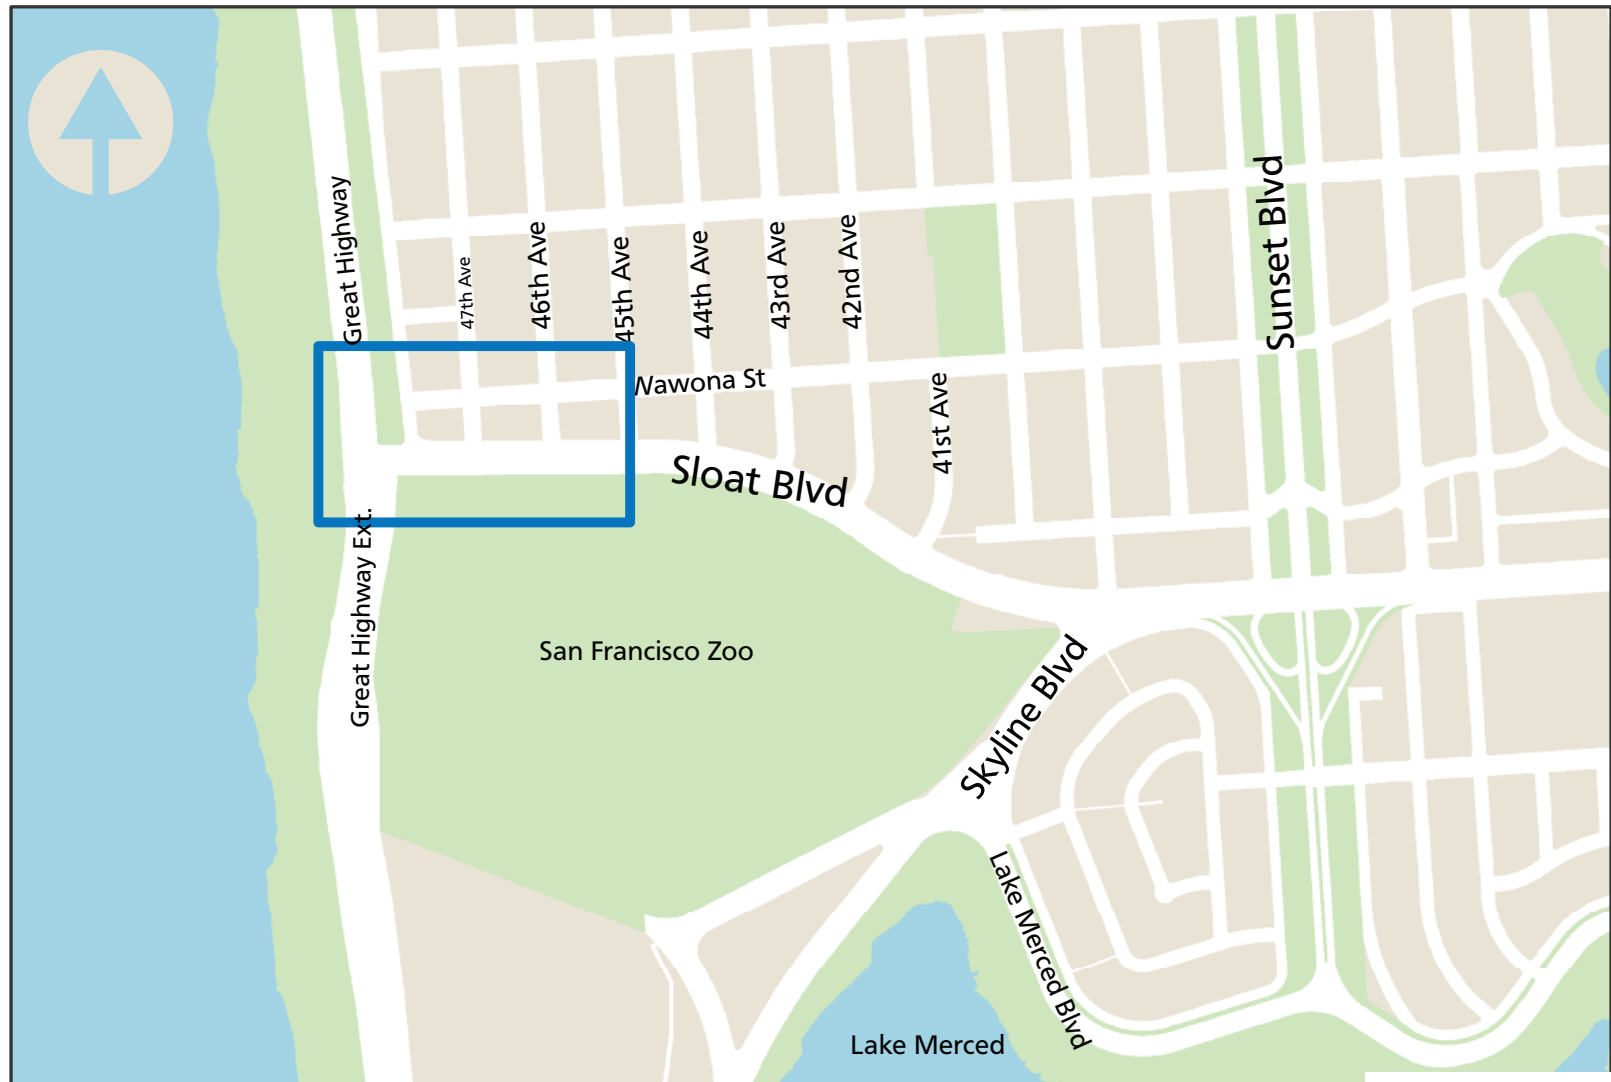 Great Highway
47th Ave
46th Ave
45th Ave
44th Ave
43rd Ave
42nd Ave
Sunset Blvd
Wawona St
41st Ave
Sloat Blvd
Great Highway Ext.
San Francisco Zoo
Skyline Blvd
Lake Merced Blvd
Lake Merced